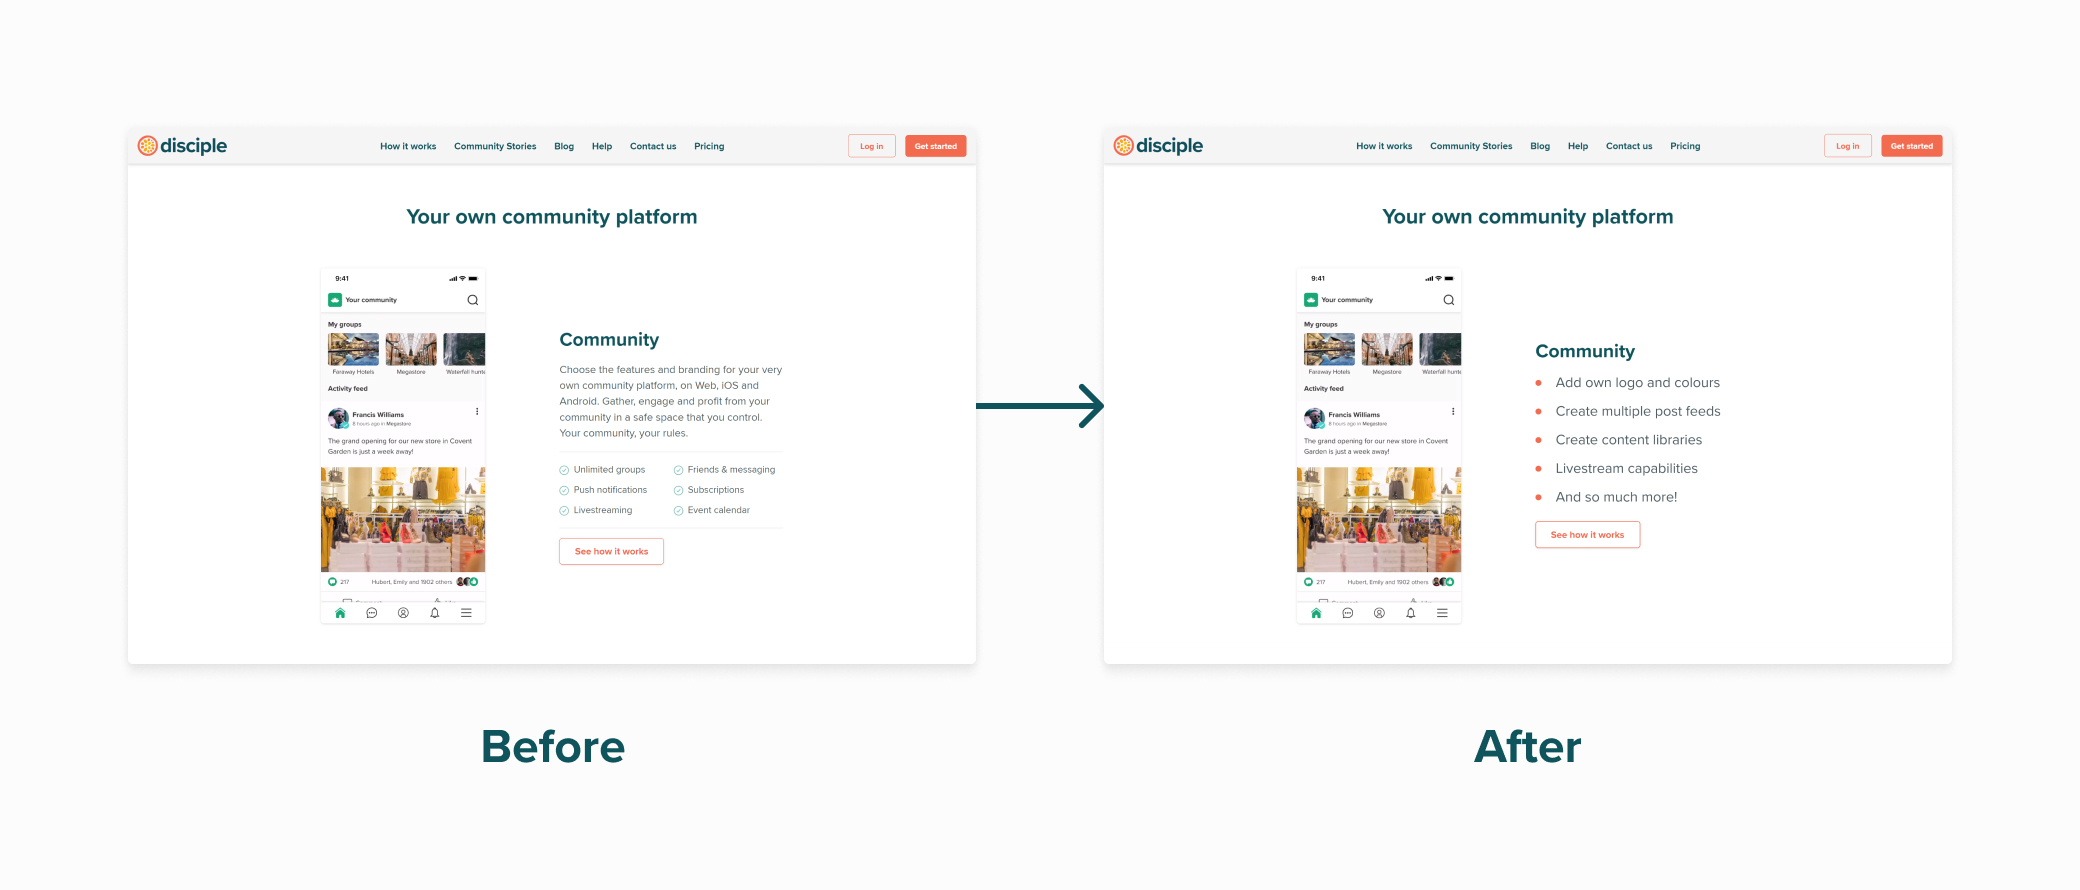 disciple
How it works Community Stories Blog Help Contact us Pricing
Log in Get started
Your own community platform
9:41
Your community
My groups
Faraway Hotels Megastore Waterfall hunte
Activity feed
Francis Williams
8 hours ago in Megastore
The grand opening for our new store in Covent
Garden is just a week away!
217 Hubert, Emily and 1902 others
Community
Choose the features and branding for your very
own community platform, on Web, iOS and
Android. Gather, engage and profit from your
community in a safe space that you control.
Your community, your rules.
Unlimited groups Friends & messaging
Push notifications Subscriptions
Livestreaming Event calendar
See how it works
Before
disciple
How it works Community Stories Blog Help Contact us Pricing
Log in Get started
Your own community platform
9:41
Your community
My groups
Faraway Hotels Megastore Waterfall hunte
Activity feed
Francis Williams
8 hours ago in Megastore
The grand opening for our new store in Covent
Garden is just a week away!
217 Hubert, Emily and 1902 others
Community
Add own logo and colours
Create multiple post feeds
Create content libraries
Livestream capabilities
And so much more!
See how it works
After